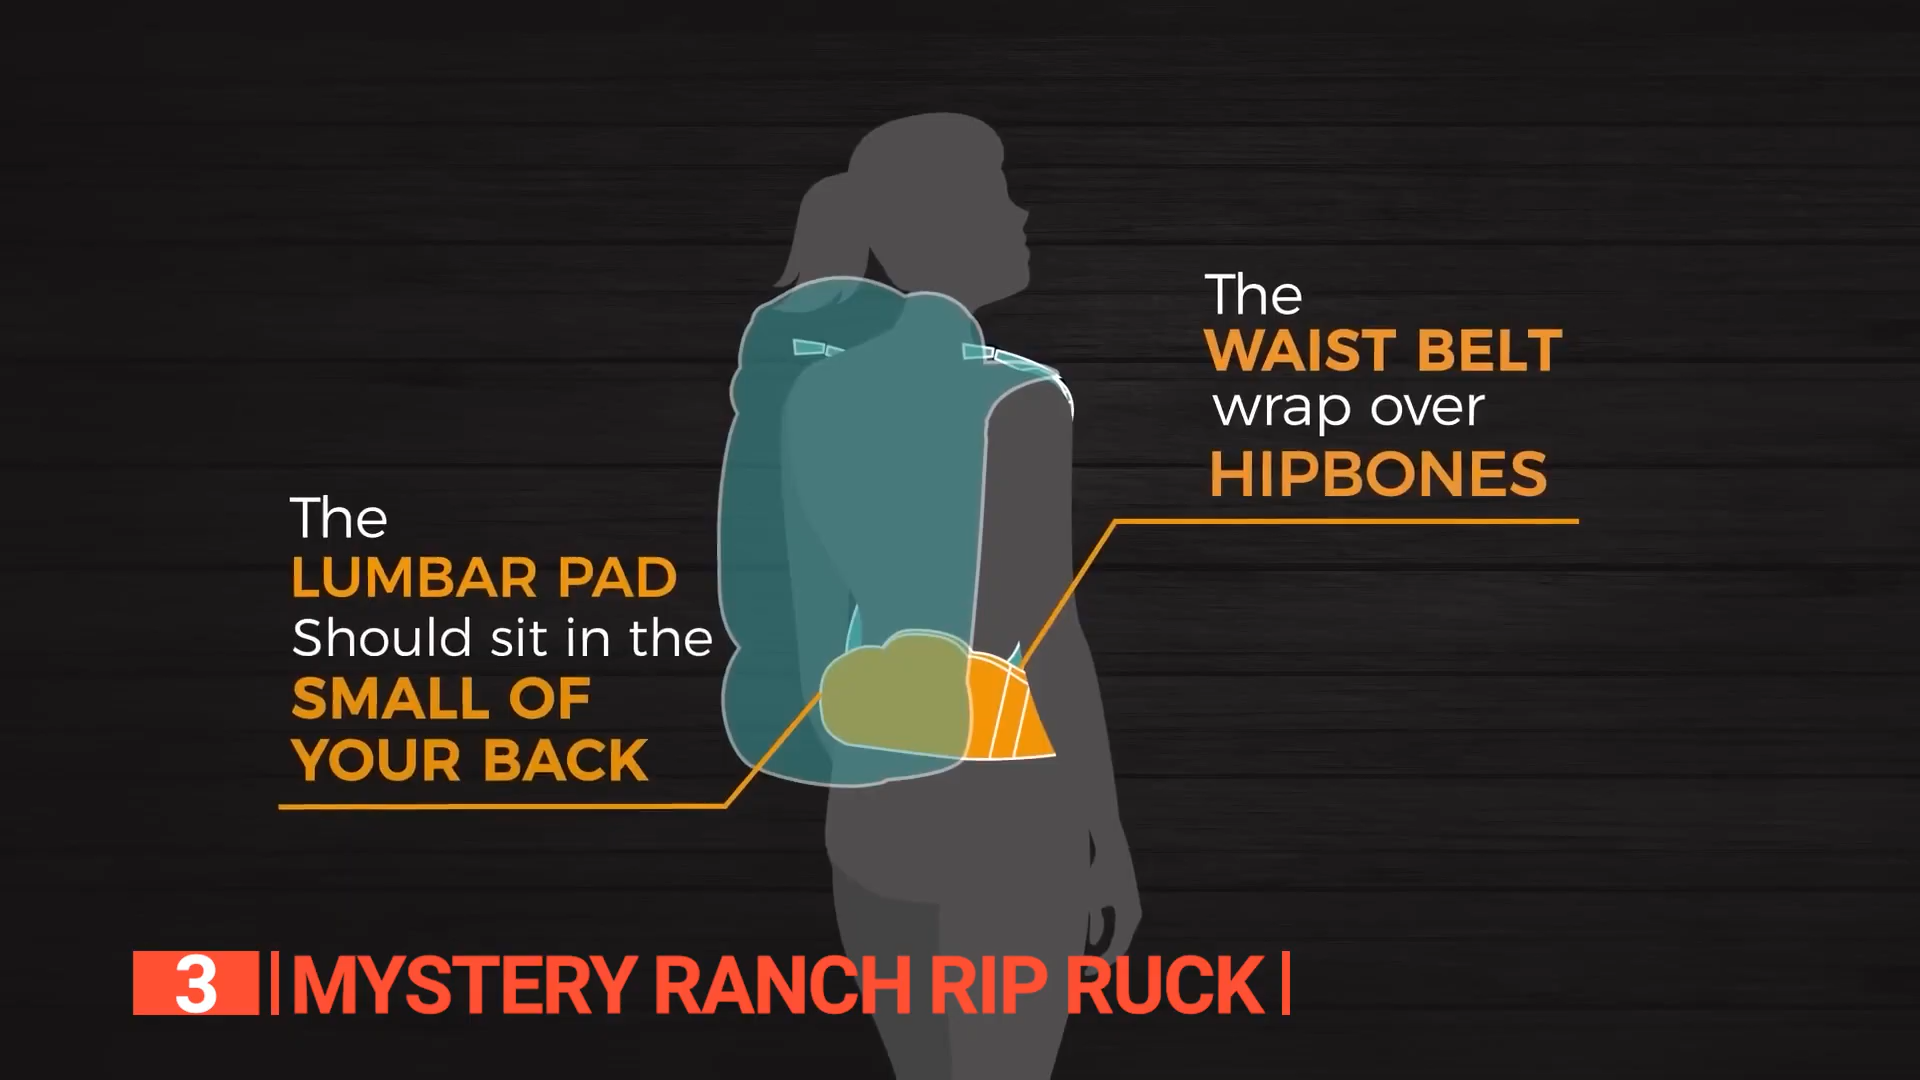 The
WAIST BELT
wrap over
HIPBONES
The
LUMBAR PAD
Should sit in the
SMALL OF
YOUR BACK
3 MYSTERY RANCH RIP RUCK